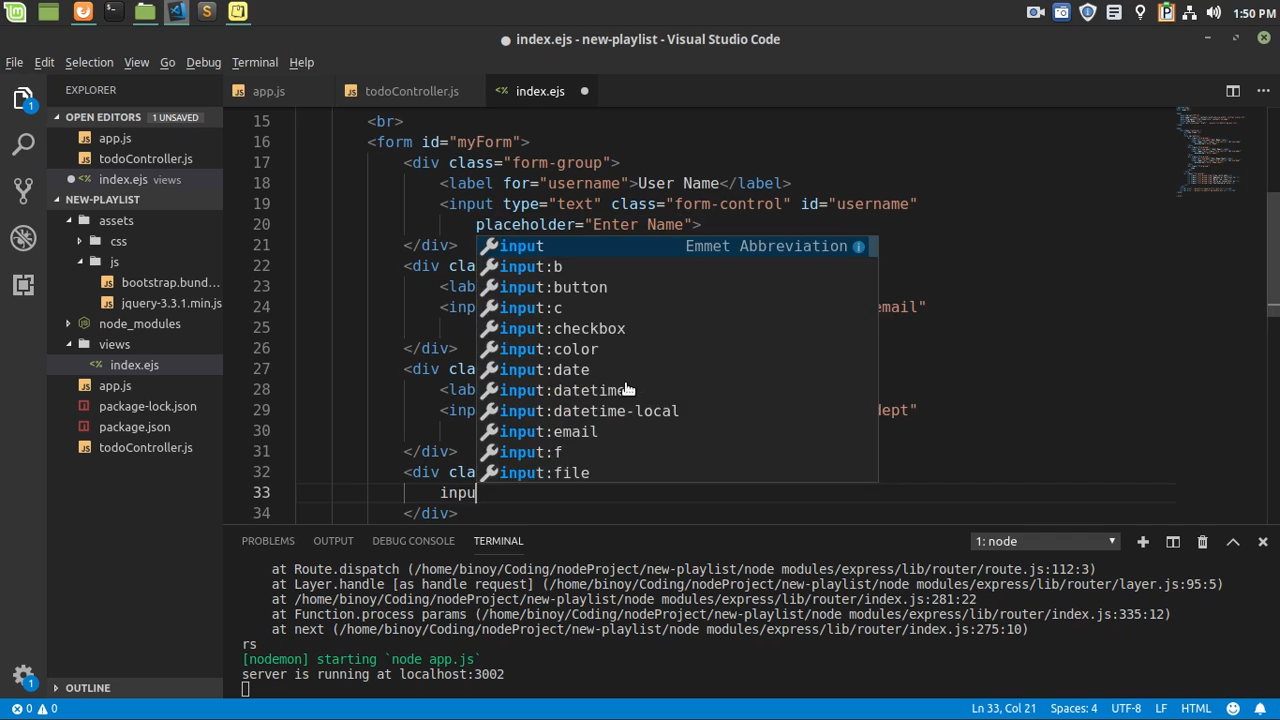 1:50 PM
● index.ejs - new-playlist - Visual Studio Code
File Edit Selection View Go Debug Terminal Help
EXPLORER
app.js todoController.js index.ejs
OPEN EDITORS 1 UNSAVED
app.js
todoController.js
index.ejs views
NEW-PLAYLIST
assets
css
js
bootstrap.bund...
jquery-3.3.1.min.js
node_modules
views
index.ejs
app.js
package-lock.json
package.json
todoController.js
OUTLINE
1
1
15 <br>
16 <form id="myForm">
17 <div class="form-group">
18 <label for="username">User Name</label>
19 <input type="text" class="form-control" id="username"
20 placeholder="Enter Name">
21 </div>
22 <div cla
23 <lab
24 <inp email"
25
26 </div>
27 <div cla
28 <lab
29 <inp dept"
30
31 </div>
32 <div cla
33 inpu
34 </div>
input Emmet Abbreviation
input:b
input:button
input:c
input:checkbox
input:color
input:date
input:datetime
input:datetime-local
input:email
input:f
input:file
PROBLEMS OUTPUT DEBUG CONSOLE TERMINAL 1: node
at Route.dispatch (/home/binoy/Coding/nodeProject/new-playlist/node modules/express/lib/router/route.js:112:3)
at Layer.handle [as handle request] (/home/binoy/Coding/nodeProject/new-playlist/node modules/express/lib/router/layer.js:95:5)
at /home/binoy/Coding/nodeProject/new-playlist/node modules/express/lib/router/index.js:281:22
at Function.process params (/home/binoy/Coding/nodeProject/new-playlist/node modules/express/lib/router/index.js:335:12)
at next (/home/binoy/Coding/nodeProject/new-playlist/node modules/express/lib/router/index.js:275:10)
rs
[nodemon] starting `node app.js`
server is running at localhost:3002
0 0 Ln 33, Col 21 Spaces: 4 UTF-8 LF HTML